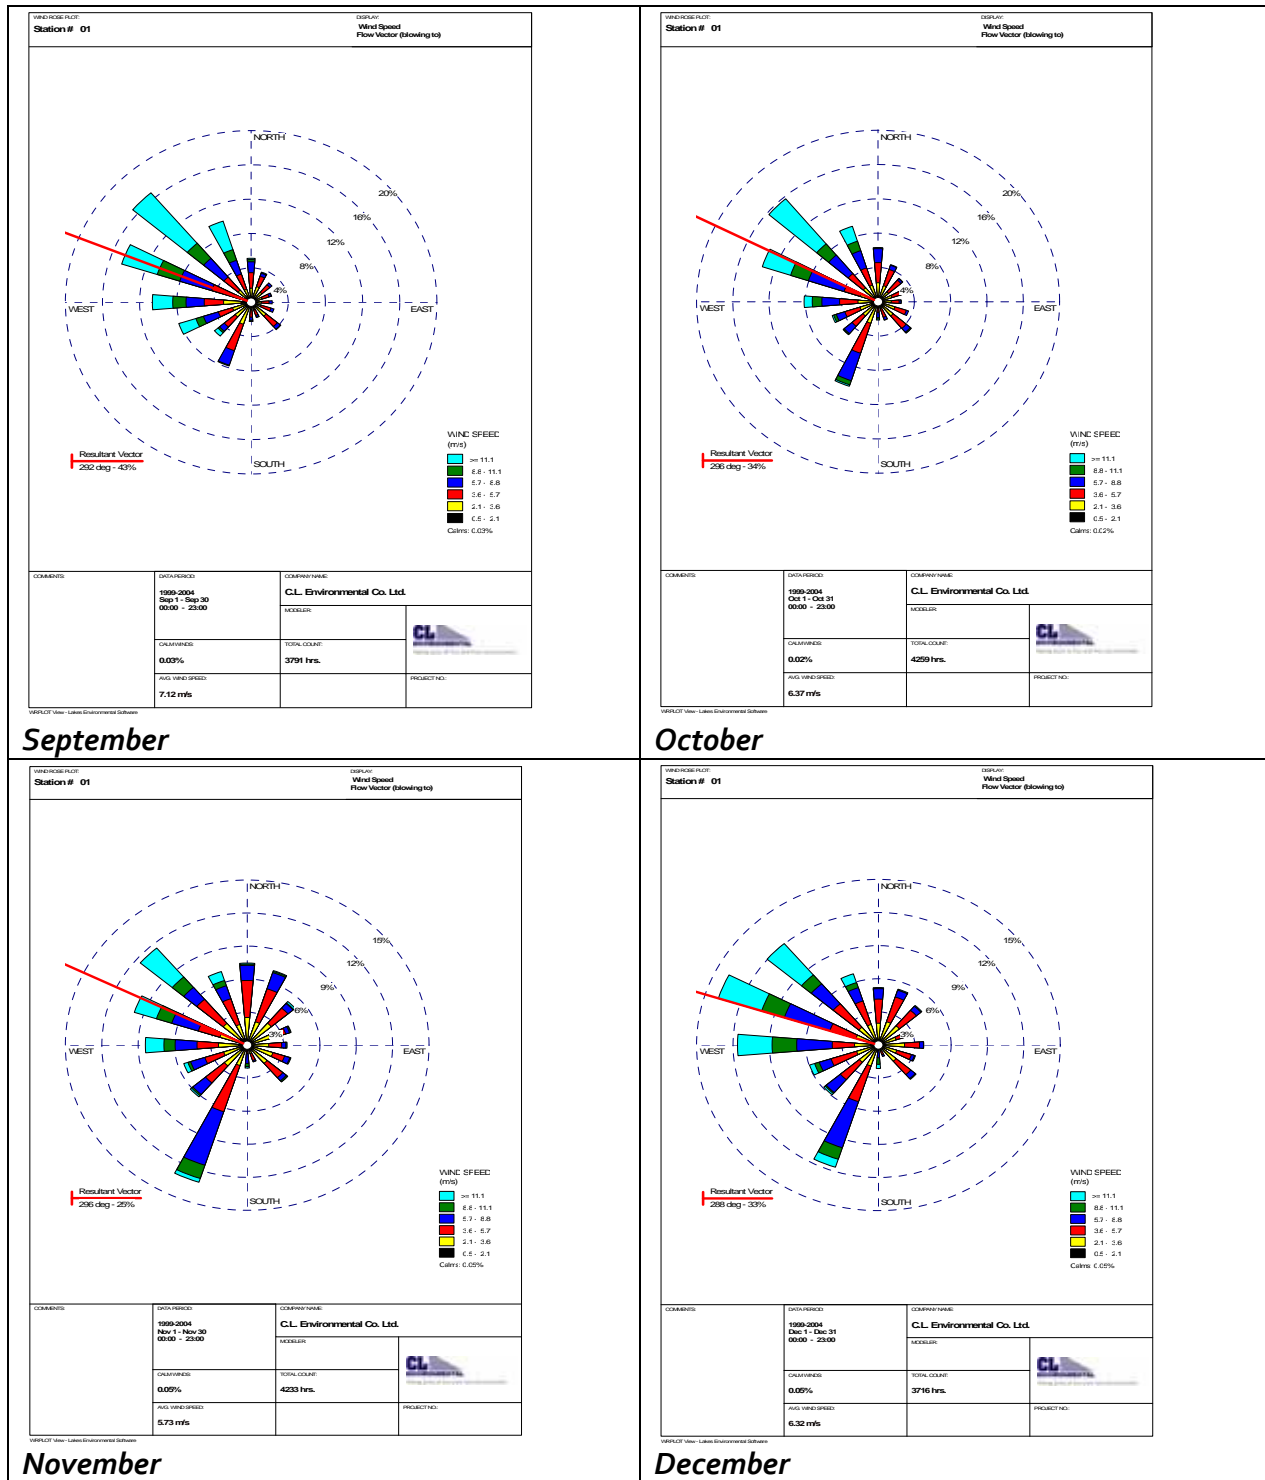 WIND ROSE PLOT:
Station # 01
DISPLAY:
Wind Speed
Flow Vector (blowing to)
NORTH
20%
16%
12%
8%
4%
WEST
EAST
SOUTH
WIND SPEED
(m/s)
>= 11.1
8.8 - 11.1
5.7 - 8.8
3.6 - 5.7
2.1 - 3.6
0.5 - 2.1
Calms: 0.03%
Resultant Vector
292 deg - 43%
COMMENTS:
DATA PERIOD:
1999-2004
Sep 1 - Sep 30
00:00 - 23:00
COMPANY NAME:
C.L. Environmental Co. Ltd.
MODELER:
CALM WINDS:
0.03%
TOTAL COUNT:
3791 hrs.
CL
ENVIRONMENTAL
AVG. WIND SPEED:
7.12 m/s
PROJECT NO.:
WRPLOT View - Lakes Environmental Software
September
WIND ROSE PLOT:
Station # 01
DISPLAY:
Wind Speed
Flow Vector (blowing to)
NORTH
20%
16%
12%
8%
4%
WEST
EAST
SOUTH
WIND SPEED
(m/s)
>= 11.1
8.8 - 11.1
5.7 - 8.8
3.6 - 5.7
2.1 - 3.6
0.5 - 2.1
Calms: 0.02%
Resultant Vector
296 deg - 34%
COMMENTS:
DATA PERIOD:
1999-2004
Oct 1 - Oct 31
00:00 - 23:00
COMPANY NAME:
C.L. Environmental Co. Ltd.
MODELER:
CALM WINDS:
0.02%
TOTAL COUNT:
4259 hrs.
CL
ENVIRONMENTAL
AVG. WIND SPEED:
6.37 m/s
PROJECT NO.:
WRPLOT View - Lakes Environmental Software
October
WIND ROSE PLOT:
Station # 01
DISPLAY:
Wind Speed
Flow Vector (blowing to)
NORTH
15%
12%
9%
6%
3%
WEST
EAST
SOUTH
WIND SPEED
(m/s)
>= 11.1
8.8 - 11.1
5.7 - 8.8
3.6 - 5.7
2.1 - 3.6
0.5 - 2.1
Calms: 0.05%
Resultant Vector
296 deg - 25%
COMMENTS:
DATA PERIOD:
1999-2004
Nov 1 - Nov 30
00:00 - 23:00
COMPANY NAME:
C.L. Environmental Co. Ltd.
MODELER:
CALM WINDS:
0.05%
TOTAL COUNT:
4233 hrs.
CL
ENVIRONMENTAL
AVG. WIND SPEED:
5.73 m/s
PROJECT NO.:
WRPLOT View - Lakes Environmental Software
November
WIND ROSE PLOT:
Station # 01
DISPLAY:
Wind Speed
Flow Vector (blowing to)
NORTH
15%
12%
9%
6%
3%
WEST
EAST
SOUTH
WIND SPEED
(m/s)
>= 11.1
8.8 - 11.1
5.7 - 8.8
3.6 - 5.7
2.1 - 3.6
0.5 - 2.1
Calms: 0.05%
Resultant Vector
288 deg - 33%
COMMENTS:
DATA PERIOD:
1999-2004
Dec 1 - Dec 31
00:00 - 23:00
COMPANY NAME:
C.L. Environmental Co. Ltd.
MODELER:
CALM WINDS:
0.05%
TOTAL COUNT:
3716 hrs.
CL
ENVIRONMENTAL
AVG. WIND SPEED:
6.32 m/s
PROJECT NO.:
WRPLOT View - Lakes Environmental Software
December